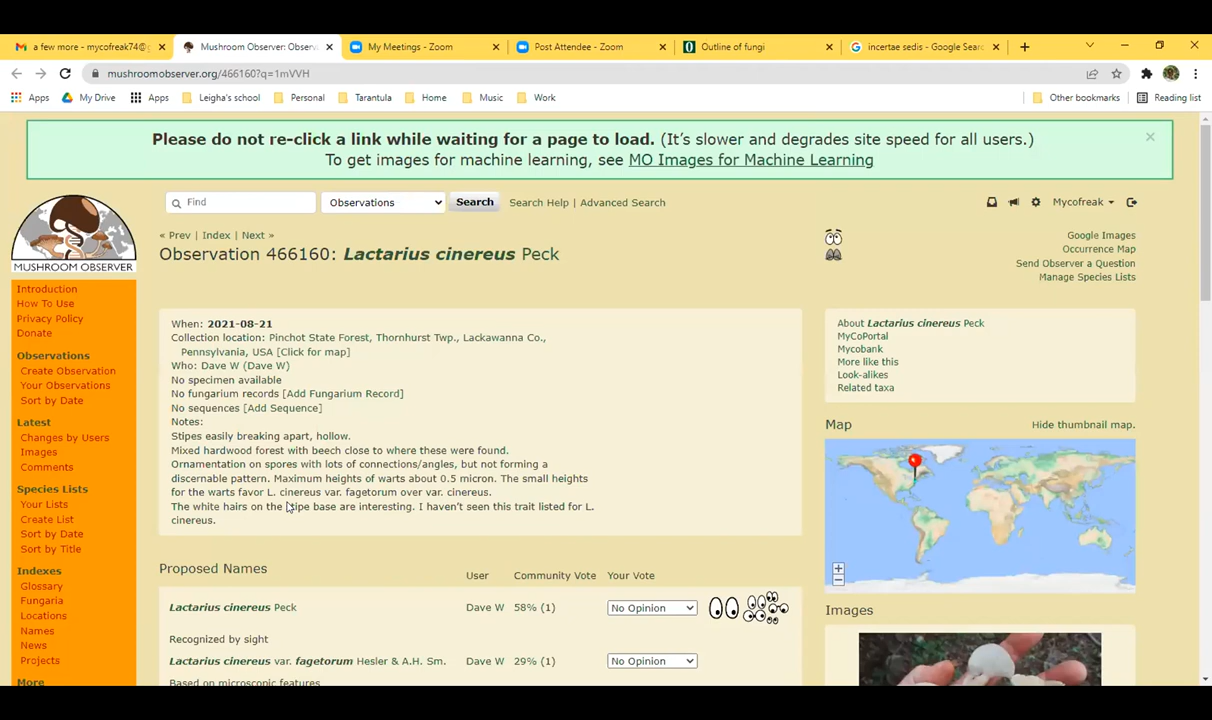 a few more - mycofreak74@g
Mushroom Observer: Observ
My Meetings - Zoom
Post Attendee - Zoom
Outline of fungi
incertae sedis - Google Searc
mushroomobserver.org/466160?q=1mVVH
Apps
My Drive
Apps
Leigha's school
Personal
Tarantula
Home
Music
Work
Other bookmarks
Reading list
Please do not re-click a link while waiting for a page to load. (It's slower and degrades site speed for all users.)
To get images for machine learning, see MO Images for Machine Learning
MUSHROOM OBSERVER
Find
Observations
Search
Search Help | Advanced Search
Mycofreak
« Prev | Index | Next »
Observation 466160: Lactarius cinereus Peck
Google Images
Occurrence Map
Send Observer a Question
Manage Species Lists
Introduction
How To Use
Privacy Policy
Donate
Observations
Create Observation
Your Observations
Sort by Date
Latest
Changes by Users
Images
Comments
Species Lists
Your Lists
Create List
Sort by Date
Sort by Title
Indexes
Glossary
Fungaria
Locations
Names
News
Projects
More
When: 2021-08-21
Collection location: Pinchot State Forest, Thornhurst Twp., Lackawanna Co.,
Pennsylvania, USA [Click for map]
Who: Dave W (Dave W)
No specimen available
No fungarium records [Add Fungarium Record]
No sequences [Add Sequence]
Notes:
Stipes easily breaking apart, hollow.
Mixed hardwood forest with beech close to where these were found.
Ornamentation on spores with lots of connections/angles, but not forming a
discernable pattern. Maximum heights of warts about 0.5 micron. The small heights
for the warts favor L. cinereus var. fagetorum over var. cinereus.
The white hairs on the stipe base are interesting. I haven't seen this trait listed for L.
cinereus.
About Lactarius cinereus Peck
MyCoPortal
Mycobank
More like this
Look-alikes
Related taxa
Map
Hide thumbnail map.
+
−
Images
Proposed Names
User
Community Vote
Your Vote
Lactarius cinereus Peck
Dave W
58% (1)
No Opinion
Recognized by sight
Lactarius cinereus var. fagetorum Hesler & A.H. Sm.
Dave W
29% (1)
No Opinion
Based on microscopic features